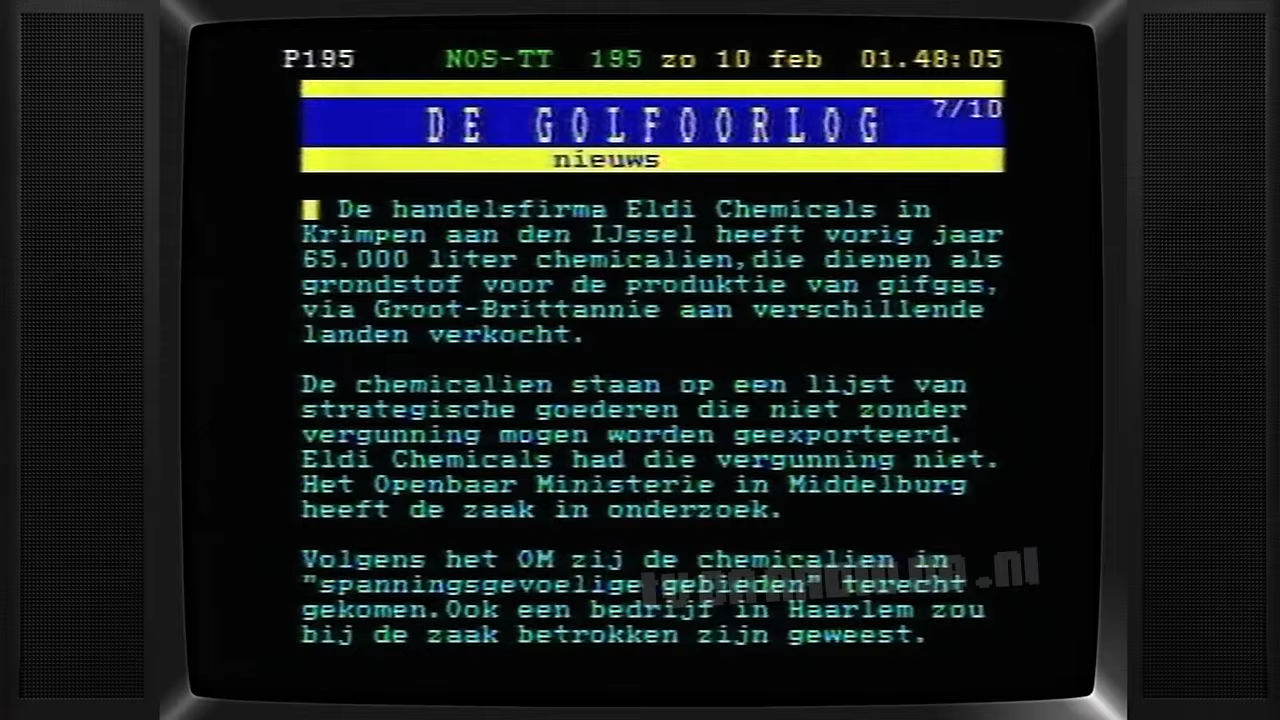 P195 NOS-TT 195 zo 10 feb 01.48:05
DE GOLFOORLOG 7/10
nieuws
De handelsfirma Eldi Chemicals in
Krimpen aan den IJssel heeft vorig jaar
65.000 liter chemicalien,die dienen als
grondstof voor de produktie van gifgas,
via Groot-Brittannie aan verschillende
landen verkocht.
De chemicalien staan op een lijst van
strategische goederen die niet zonder
vergunning mogen worden geexporteerd.
Eldi Chemicals had die vergunning niet.
Het Openbaar Ministerie in Middelburg
heeft de zaak in onderzoek.
Volgens het OM zij de chemicalien in
"spanningsgevoelige gebieden" terecht
gekomen.Ook een bedrijf in Haarlem zou
bij de zaak betrokken zijn geweest.